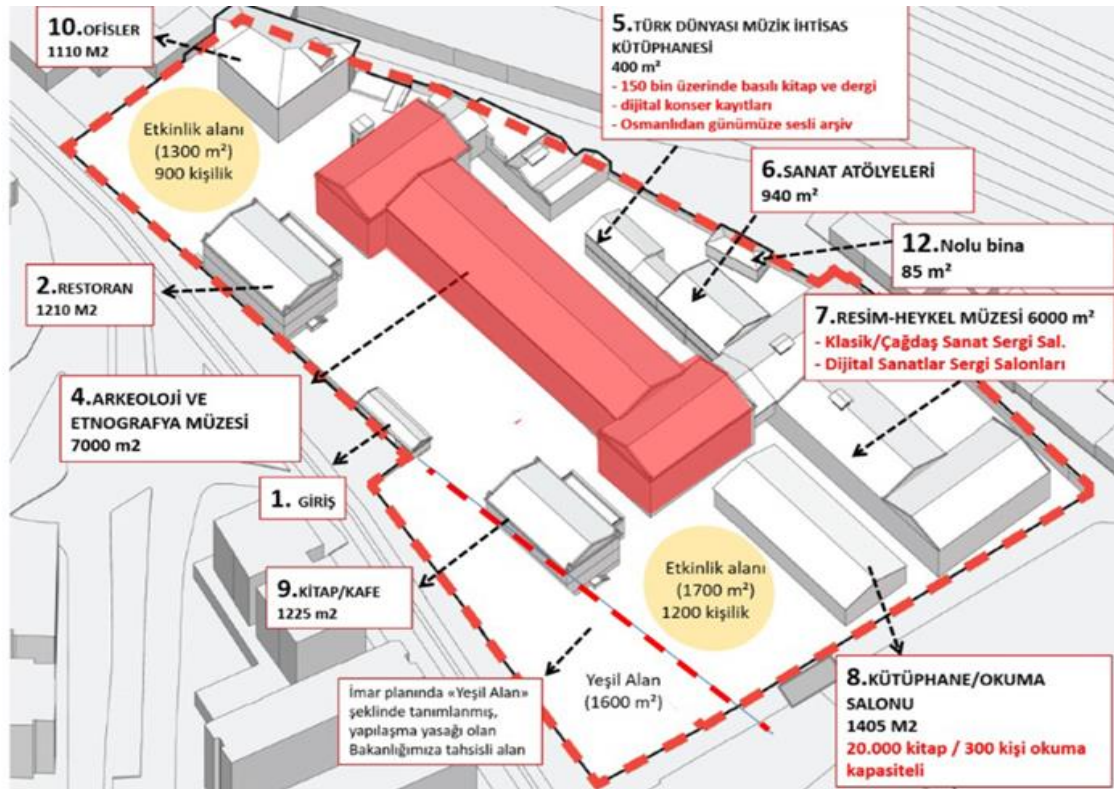 10.OFİSLER
1110 M2
5.TÜRK DÜNYASI MÜZİK İHTİSAS
KÜTÜPHANESİ
400 m²
- 150 bin üzerinde basılı kitap ve dergi
- dijital konser kayıtları
- Osmanlıdan günümüze sesli arşiv
Etkinlik alanı
(1300 m²)
900 kişilik
6.SANAT ATÖLYELERİ
940 m²
12.Nolu bina
85 m²
2.RESTORAN
1210 M2
7.RESİM-HEYKEL MÜZESİ 6000 m²
- Klasik/Çağdaş Sanat Sergi Sal.
- Dijital Sanatlar Sergi Salonları
4.ARKEOLOJİ VE
ETNOGRAFYA MÜZESİ
7000 m2
1. GİRİŞ
9.KİTAP/KAFE
1225 m2
Etkinlik alanı
(1700 m²)
1200 kişilik
İmar planında «Yeşil Alan»
şeklinde tanımlanmış,
yapılaşma yasağı olan
Bakanlığımıza tahsisli alan
Yeşil Alan
(1600 m²)
8.KÜTÜPHANE/OKUMA
SALONU
1405 M2
20.000 kitap / 300 kişi okuma
kapasiteli